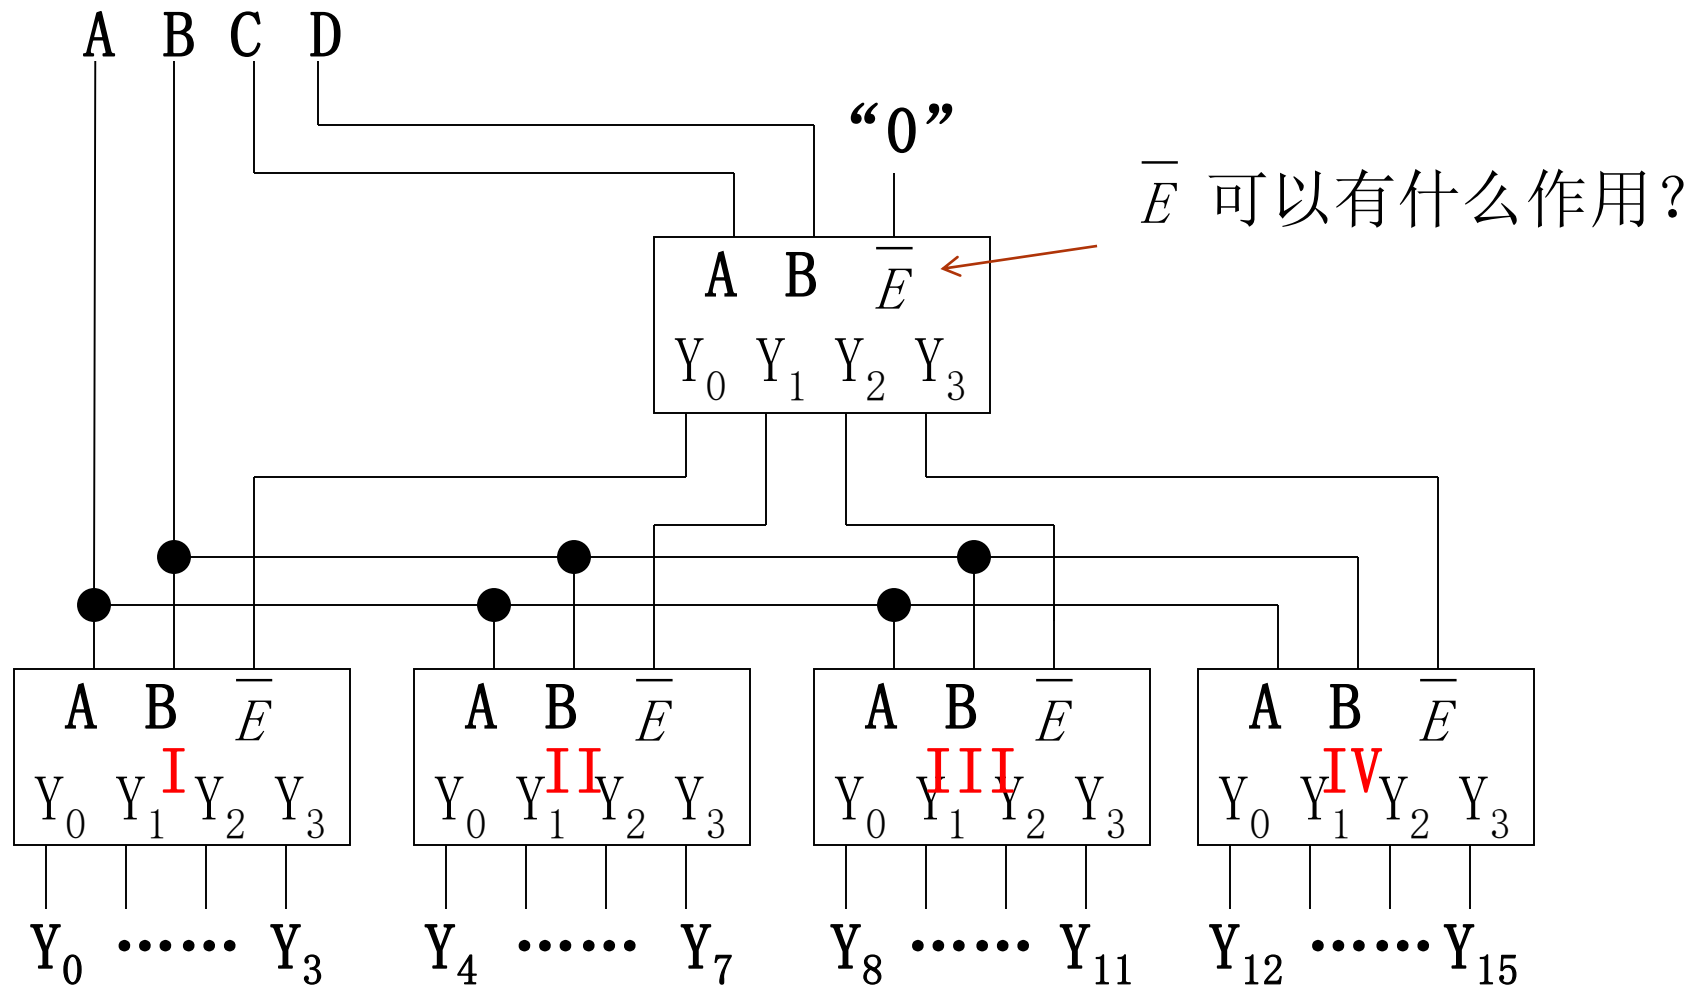 A B C D
“0”
E̅ 可以有什么作用？
A B E̅
Y₀ Y₁ Y₂ Y₃
A B E̅ A B E̅ A B E̅ A B E̅
I II III IV
Y₀ Y₁ Y₂ Y₃ Y₀ Y₁ Y₂ Y₃ Y₀ Y₁ Y₂ Y₃ Y₀ Y₁ Y₂ Y₃
Y₀ …… Y₃ Y₄ …… Y₇ Y₈ …… Y₁₁ Y₁₂ …… Y₁₅